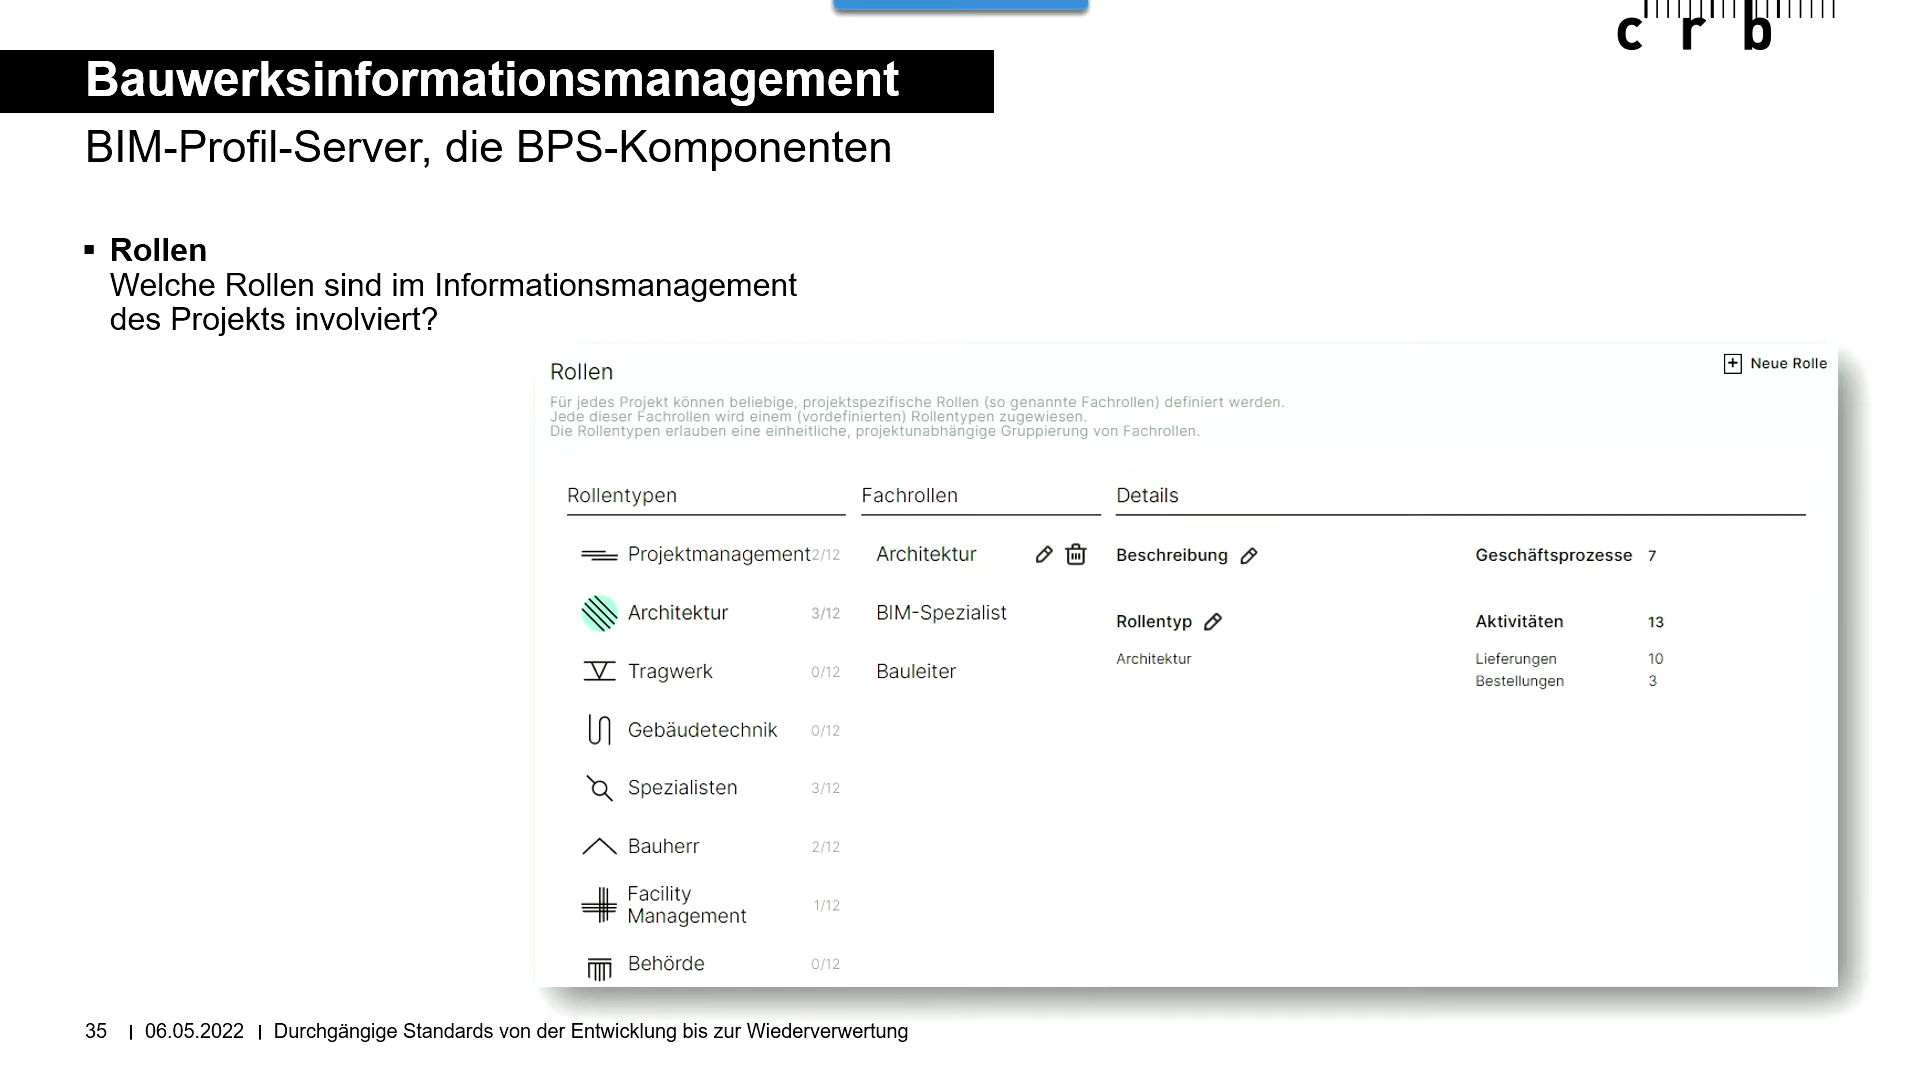 crb
Bauwerksinformationsmanagement
BIM-Profil-Server, die BPS-Komponenten
▪ Rollen
Welche Rollen sind im Informationsmanagement
des Projekts involviert?
Rollen
Neue Rolle
Für jedes Projekt können beliebige, projektspezifische Rollen (so genannte Fachrollen) definiert werden.
Jede dieser Fachrollen wird einem (vordefinierten) Rollentypen zugewiesen.
Die Rollentypen erlauben eine einheitliche, projektunabhängige Gruppierung von Fachrollen.
Rollentypen
Projektmanagement 2/12
Architektur 3/12
Tragwerk 0/12
Gebäudetechnik 0/12
Spezialisten 3/12
Bauherr 2/12
Facility
Management 1/12
Behörde 0/12
Fachrollen
Architektur
BIM-Spezialist
Bauleiter
Details
Beschreibung
Rollentyp
Architektur
Geschäftsprozesse 7
Aktivitäten 13
Lieferungen 10
Bestellungen 3
35 | 06.05.2022 | Durchgängige Standards von der Entwicklung bis zur Wiederverwertung